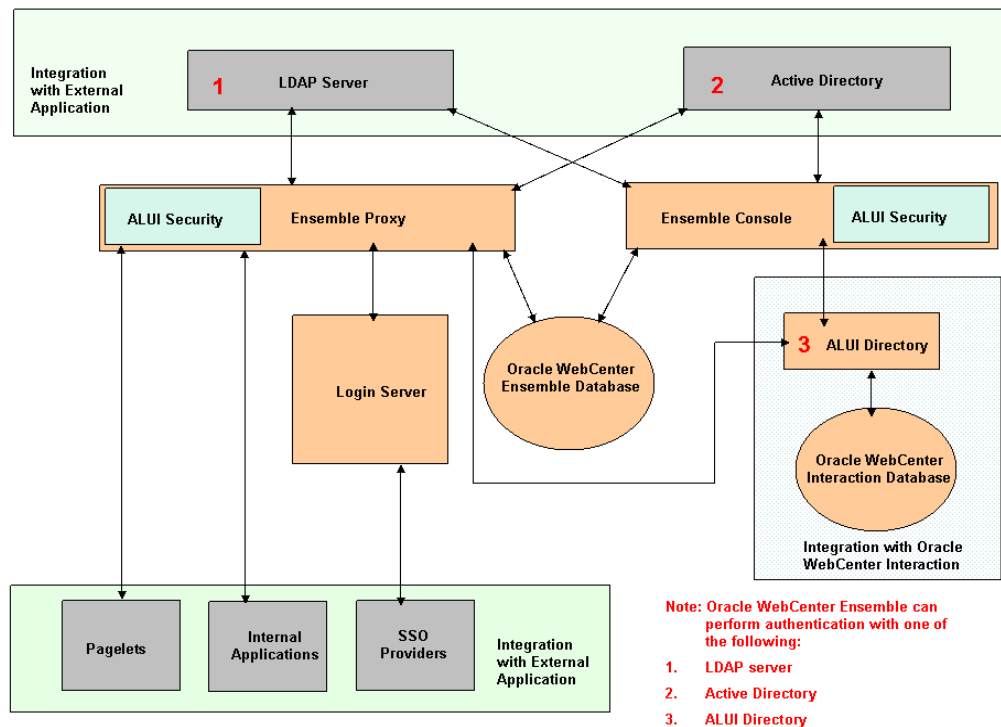 Integration
with External
Application
1
LDAP Server
2
Active Directory
ALUI Security
Ensemble Proxy
Ensemble Console
ALUI Security
Login Server
Oracle WebCenter
Ensemble Database
3
ALUI Directory
Oracle WebCenter
Interaction Database
Integration with Oracle
WebCenter Interaction
Pagelets
Internal
Applications
SSO
Providers
Integration
with External
Application
Note: Oracle WebCenter Ensemble can
perform authentication with one of
the following:
1. LDAP server
2. Active Directory
3. ALUI Directory